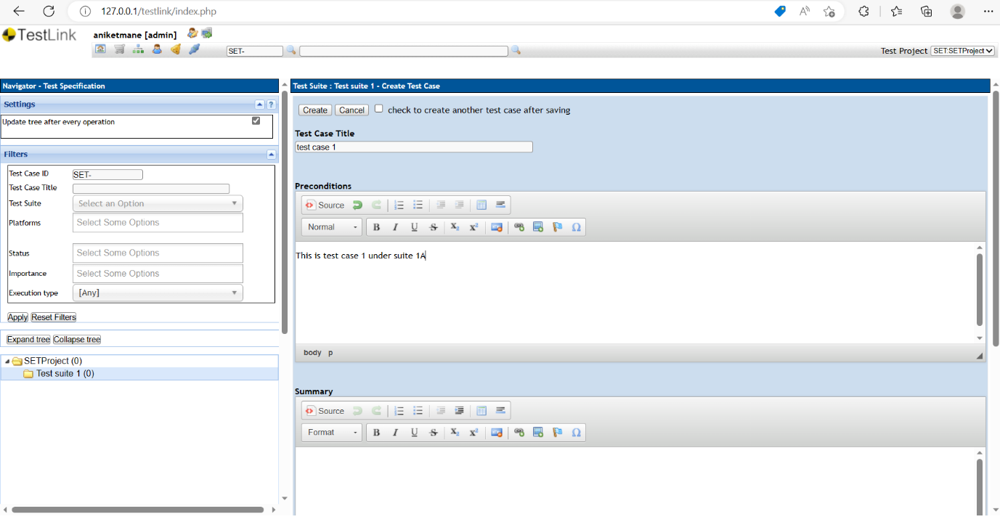 127.0.0.1/testlink/index.php
TestLink
aniketmane [admin]
SET-
Test Project SET:SETProject
Navigator - Test Specification
Settings
?
Update tree after every operation
Filters
Test Case ID SET-
Test Case Title
Test Suite Select an Option
Platforms Select Some Options
Status Select Some Options
Importance Select Some Options
Execution type [Any]
Apply Reset Filters
Expand tree Collapse tree
SETProject (0)
Test suite 1 (0)
Test Suite : Test suite 1 - Create Test Case
Create Cancel check to create another test case after saving
Test Case Title
test case 1
Preconditions
Source
Normal B I U S X₂ X² Ω
This is test case 1 under suite 1A
body p
Summary
Source
Format B I U S X₂ X² Ω